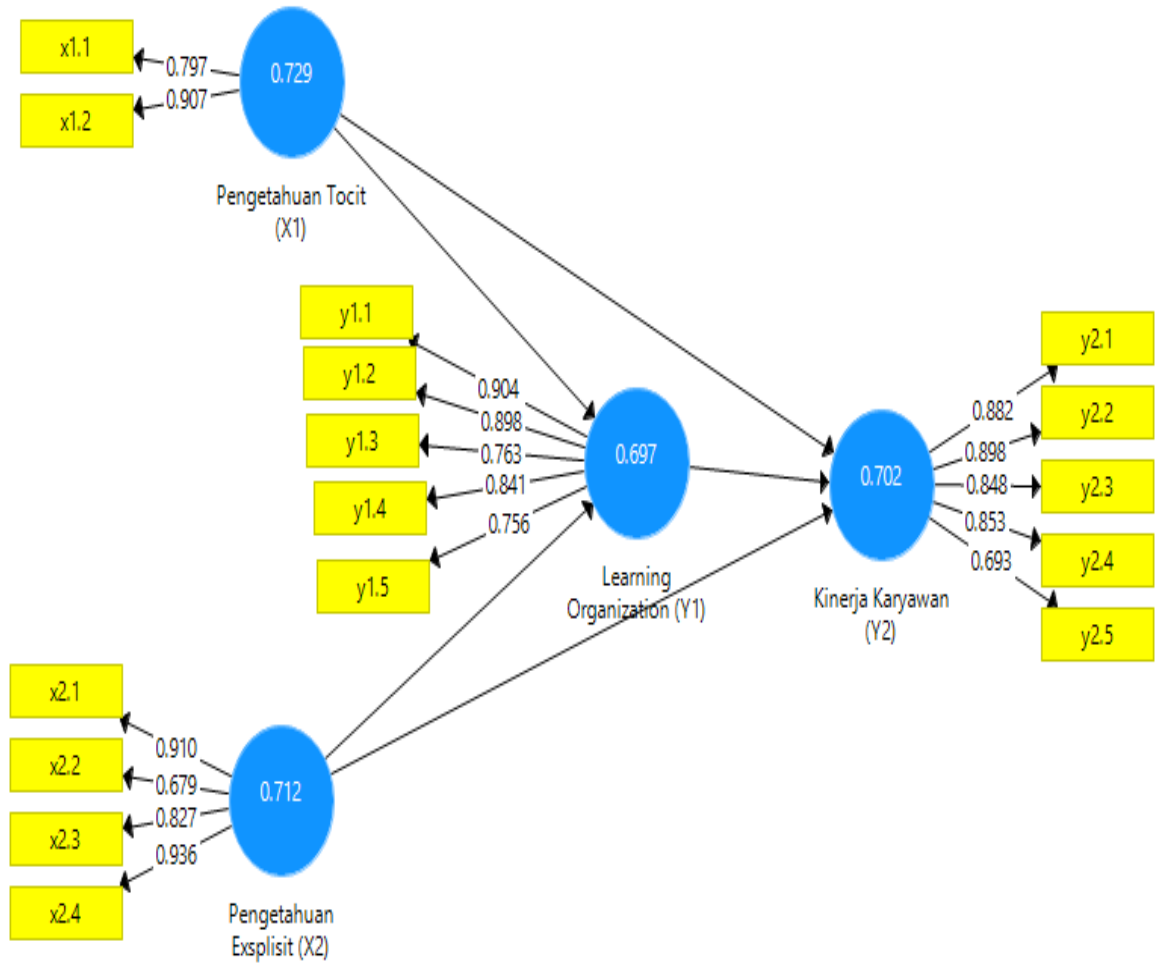 x1.1
0.797
x1.2
0.907
0.729
Pengetahuan Tocit
(X1)
y1.1
0.904
y1.2
0.898
y1.3
0.763
y1.4
0.841
y1.5
0.756
0.697
Learning
Organization (Y1)
0.702
Kinerja Karyawan
(Y2)
y2.1
0.882
y2.2
0.898
y2.3
0.848
y2.4
0.853
y2.5
0.693
x2.1
0.910
x2.2
0.679
x2.3
0.827
x2.4
0.936
0.712
Pengetahuan
Exsplisit (X2)